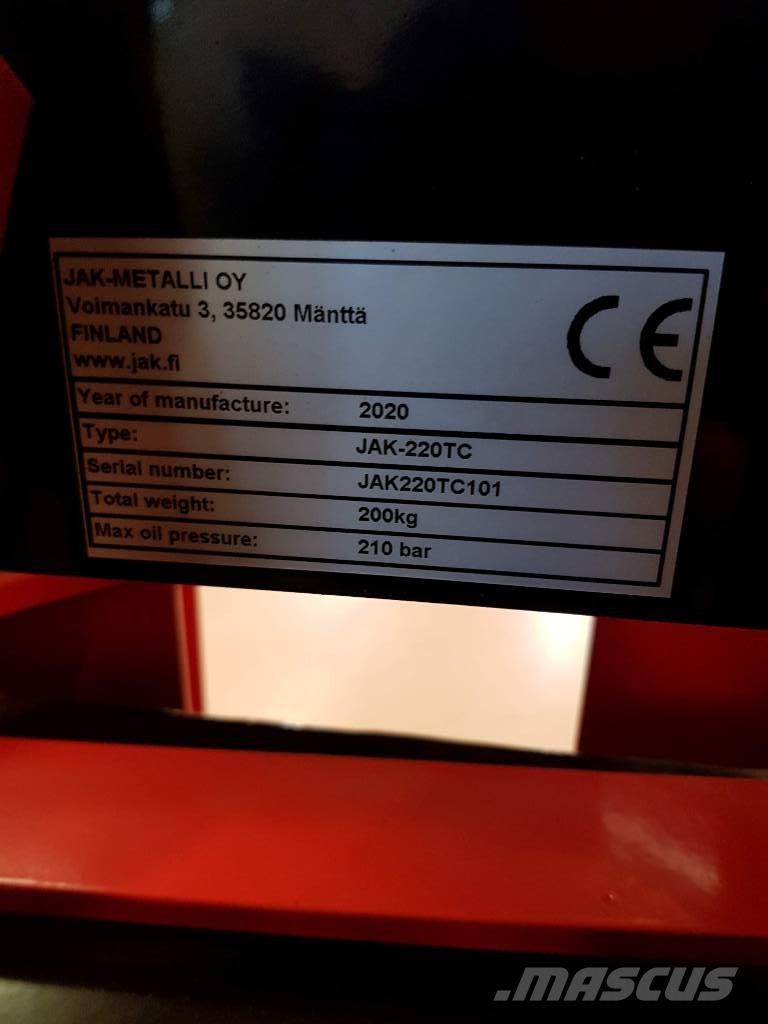 JAK-METALLI OY
Voimankatu 3, 35820 Mänttä
FINLAND
www.jak.fi
CE
Year of manufacture: 2020
Type: JAK-220TC
Serial number: JAK220TC101
Total weight: 200kg
Max oil pressure: 210 bar
.MASCUS